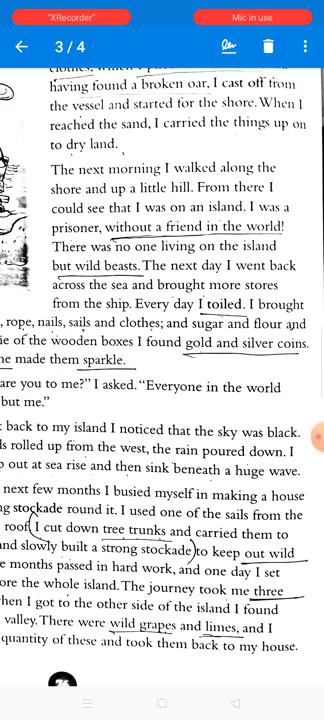 "XRecorder"
Mic in use
3 / 4
having found a broken oar, I cast off from
the vessel and started for the shore. When I
reached the sand, I carried the things up on
to dry land.
The next morning I walked along the
shore and up a little hill. From there I
could see that I was on an island. I was a
prisoner, without a friend in the world!
There was no one living on the island
but wild beasts. The next day I went back
across the sea and brought more stores
from the ship. Every day I toiled. I brought
, rope, nails, sails and clothes; and sugar and flour and
of the wooden boxes I found gold and silver coins.
made them sparkle.
are you to me?" I asked. "Everyone in the world
but me."
back to my island I noticed that the sky was black.
rolled up from the west, the rain poured down. I
out at sea rise and then sink beneath a huge wave.
next few months I busied myself in making a house
stockade round it. I used one of the sails from the
roof. I cut down tree trunks and carried them to
and slowly built a strong stockade to keep out wild
months passed in hard work, and one day I set
the whole island. The journey took me three
when I got to the other side of the island I found
valley. There were wild grapes and limes, and I
quantity of these and took them back to my house.
76